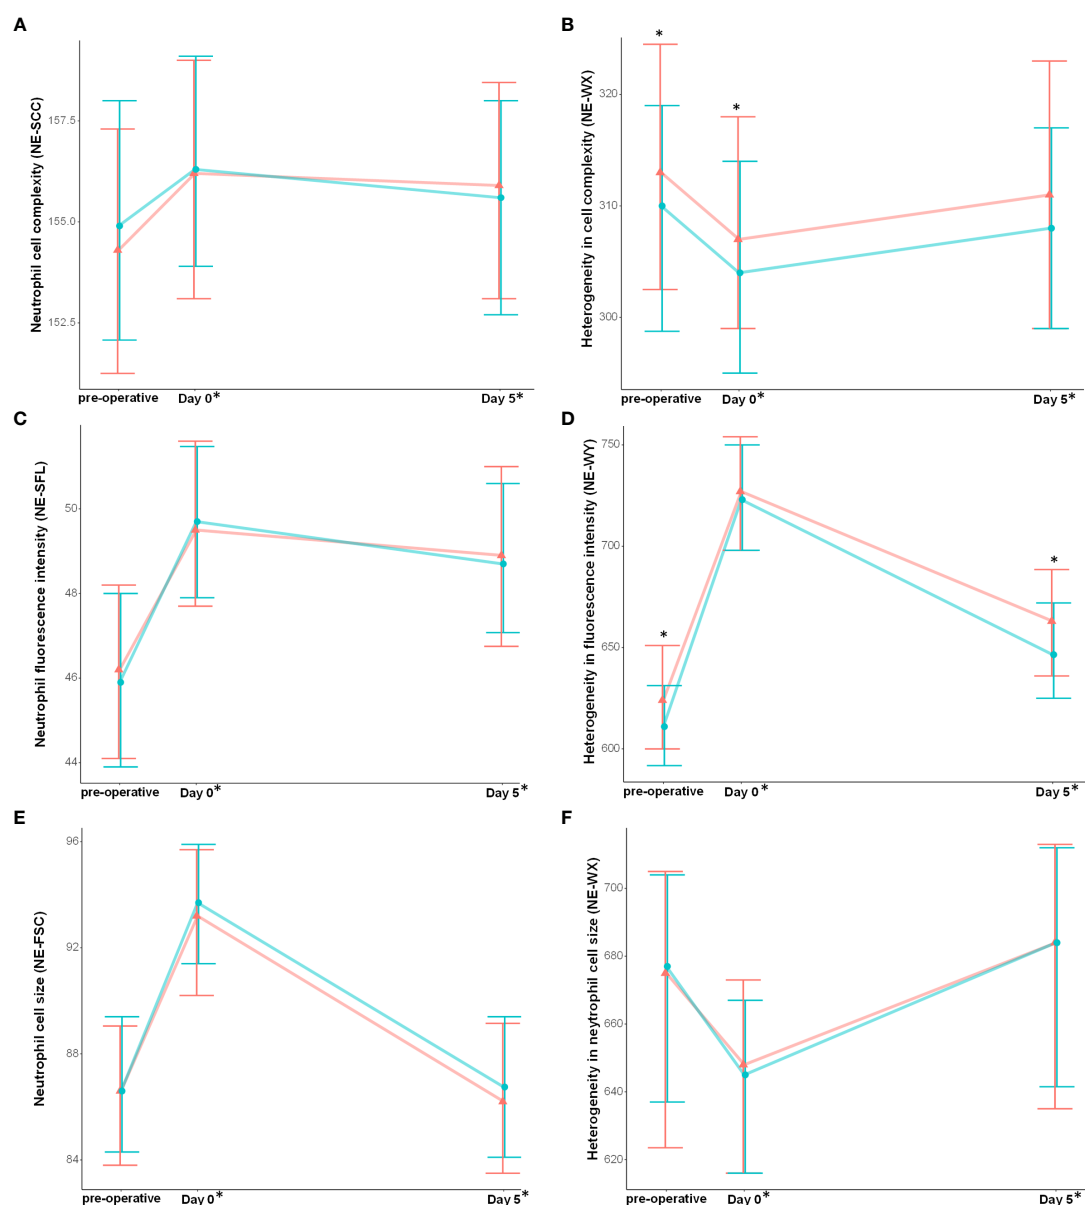 A
Neutrophil cell complexity (NE-SCC)
157.5
155.0
152.5
pre-operative Day 0* Day 5*
B
Heterogeneity in cell complexity (NE-WX)
320
310
300
* *
pre-operative Day 0* Day 5*
C
Neutrophil fluorescence intensity (NE-SFL)
50
48
46
44
pre-operative Day 0* Day 5*
D
Heterogeneity in fluorescence intensity (NE-WY)
750
700
650
600
* *
pre-operative Day 0* Day 5*
E
Neutrophil cell size (NE-FSC)
96
92
88
84
pre-operative Day 0* Day 5*
F
Heterogeneity in neytrophil cell size (NE-WX)
700
680
660
640
620
pre-operative Day 0* Day 5*